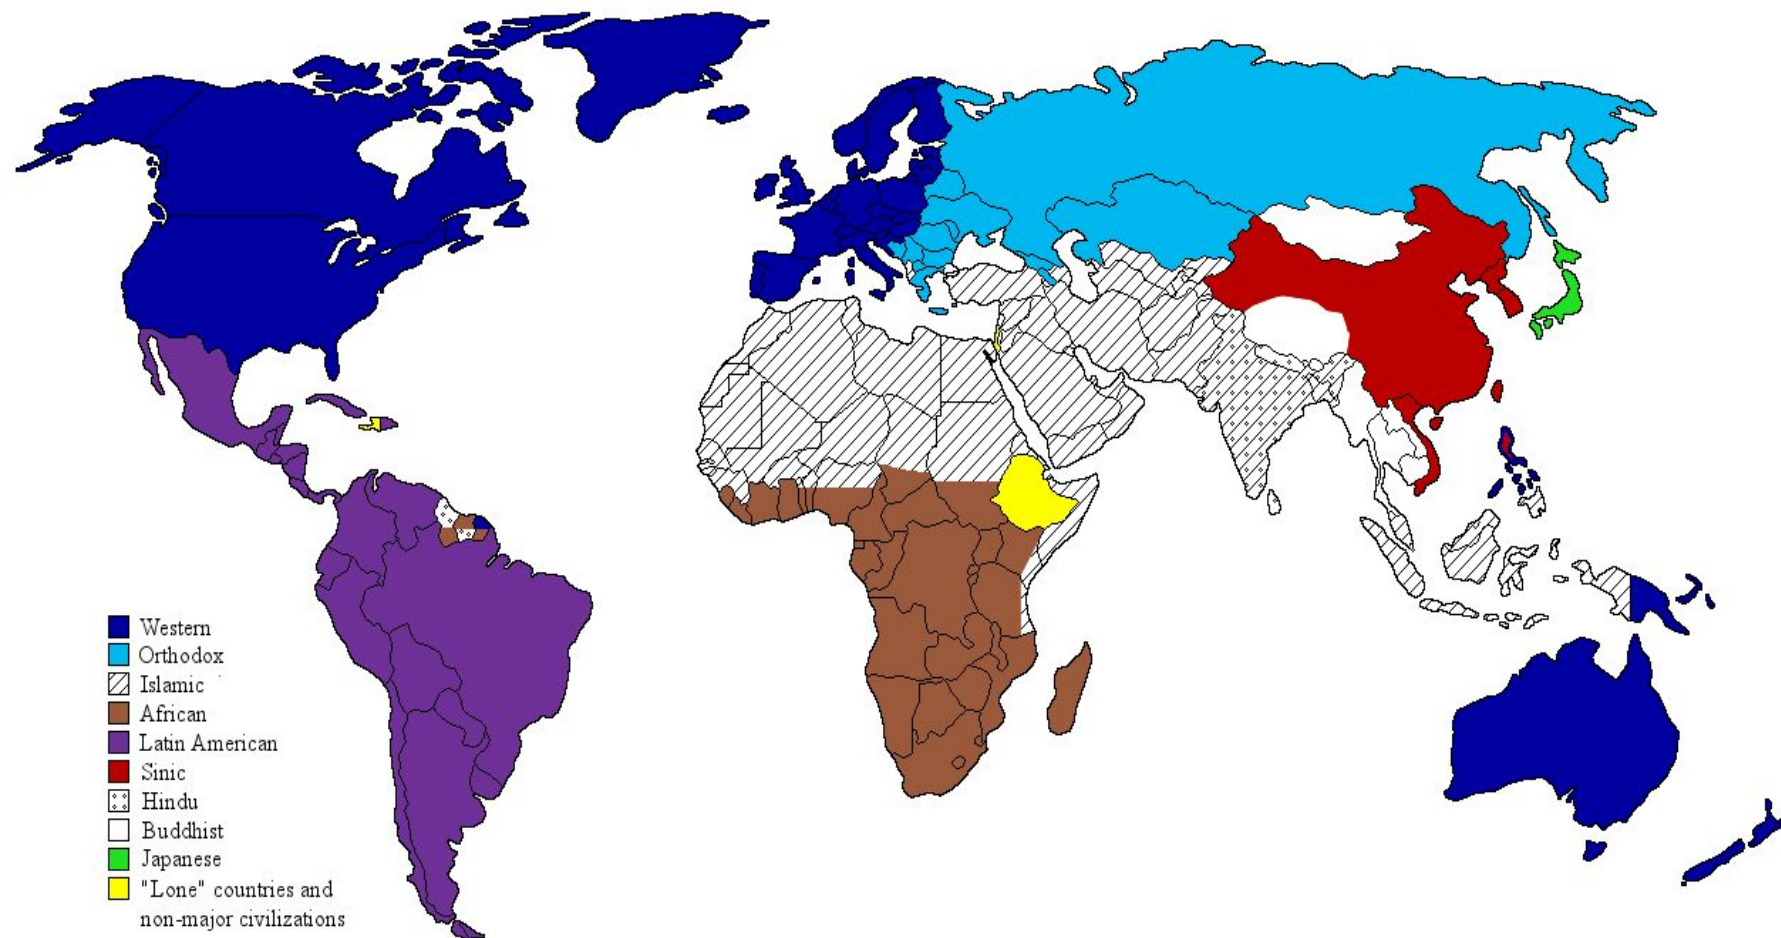 Western
Orthodox
Islamic
African
Latin American
Sinic
Hindu
Buddhist
Japanese
"Lone" countries and
non-major civilizations